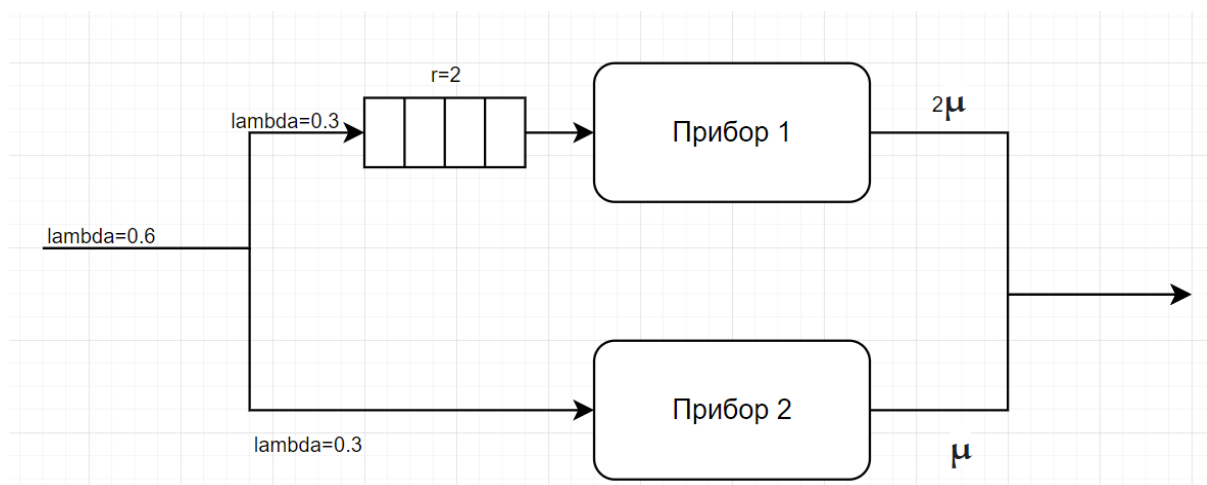 r=2
lambda=0.3
Прибор 1
2μ
lambda=0.6
Прибор 2
lambda=0.3
μ